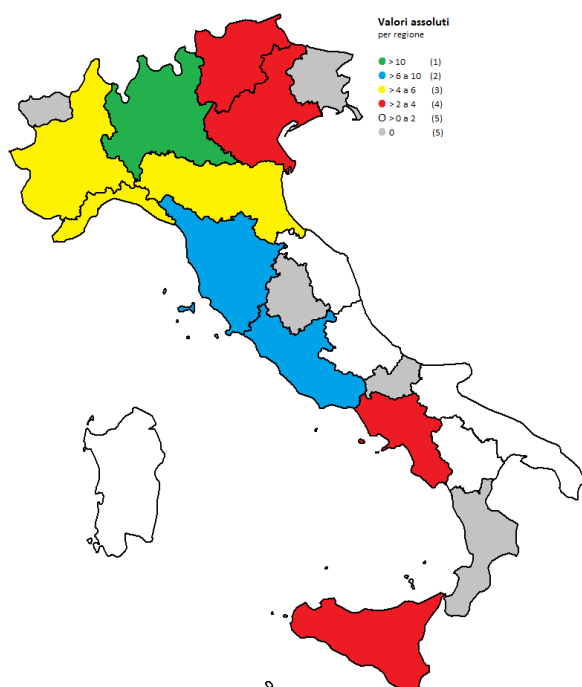 Valori assoluti
per regione
> 10 (1)
> 6 a 10 (2)
> 4 a 6 (3)
> 2 a 4 (4)
> 0 a 2 (5)
0 (5)